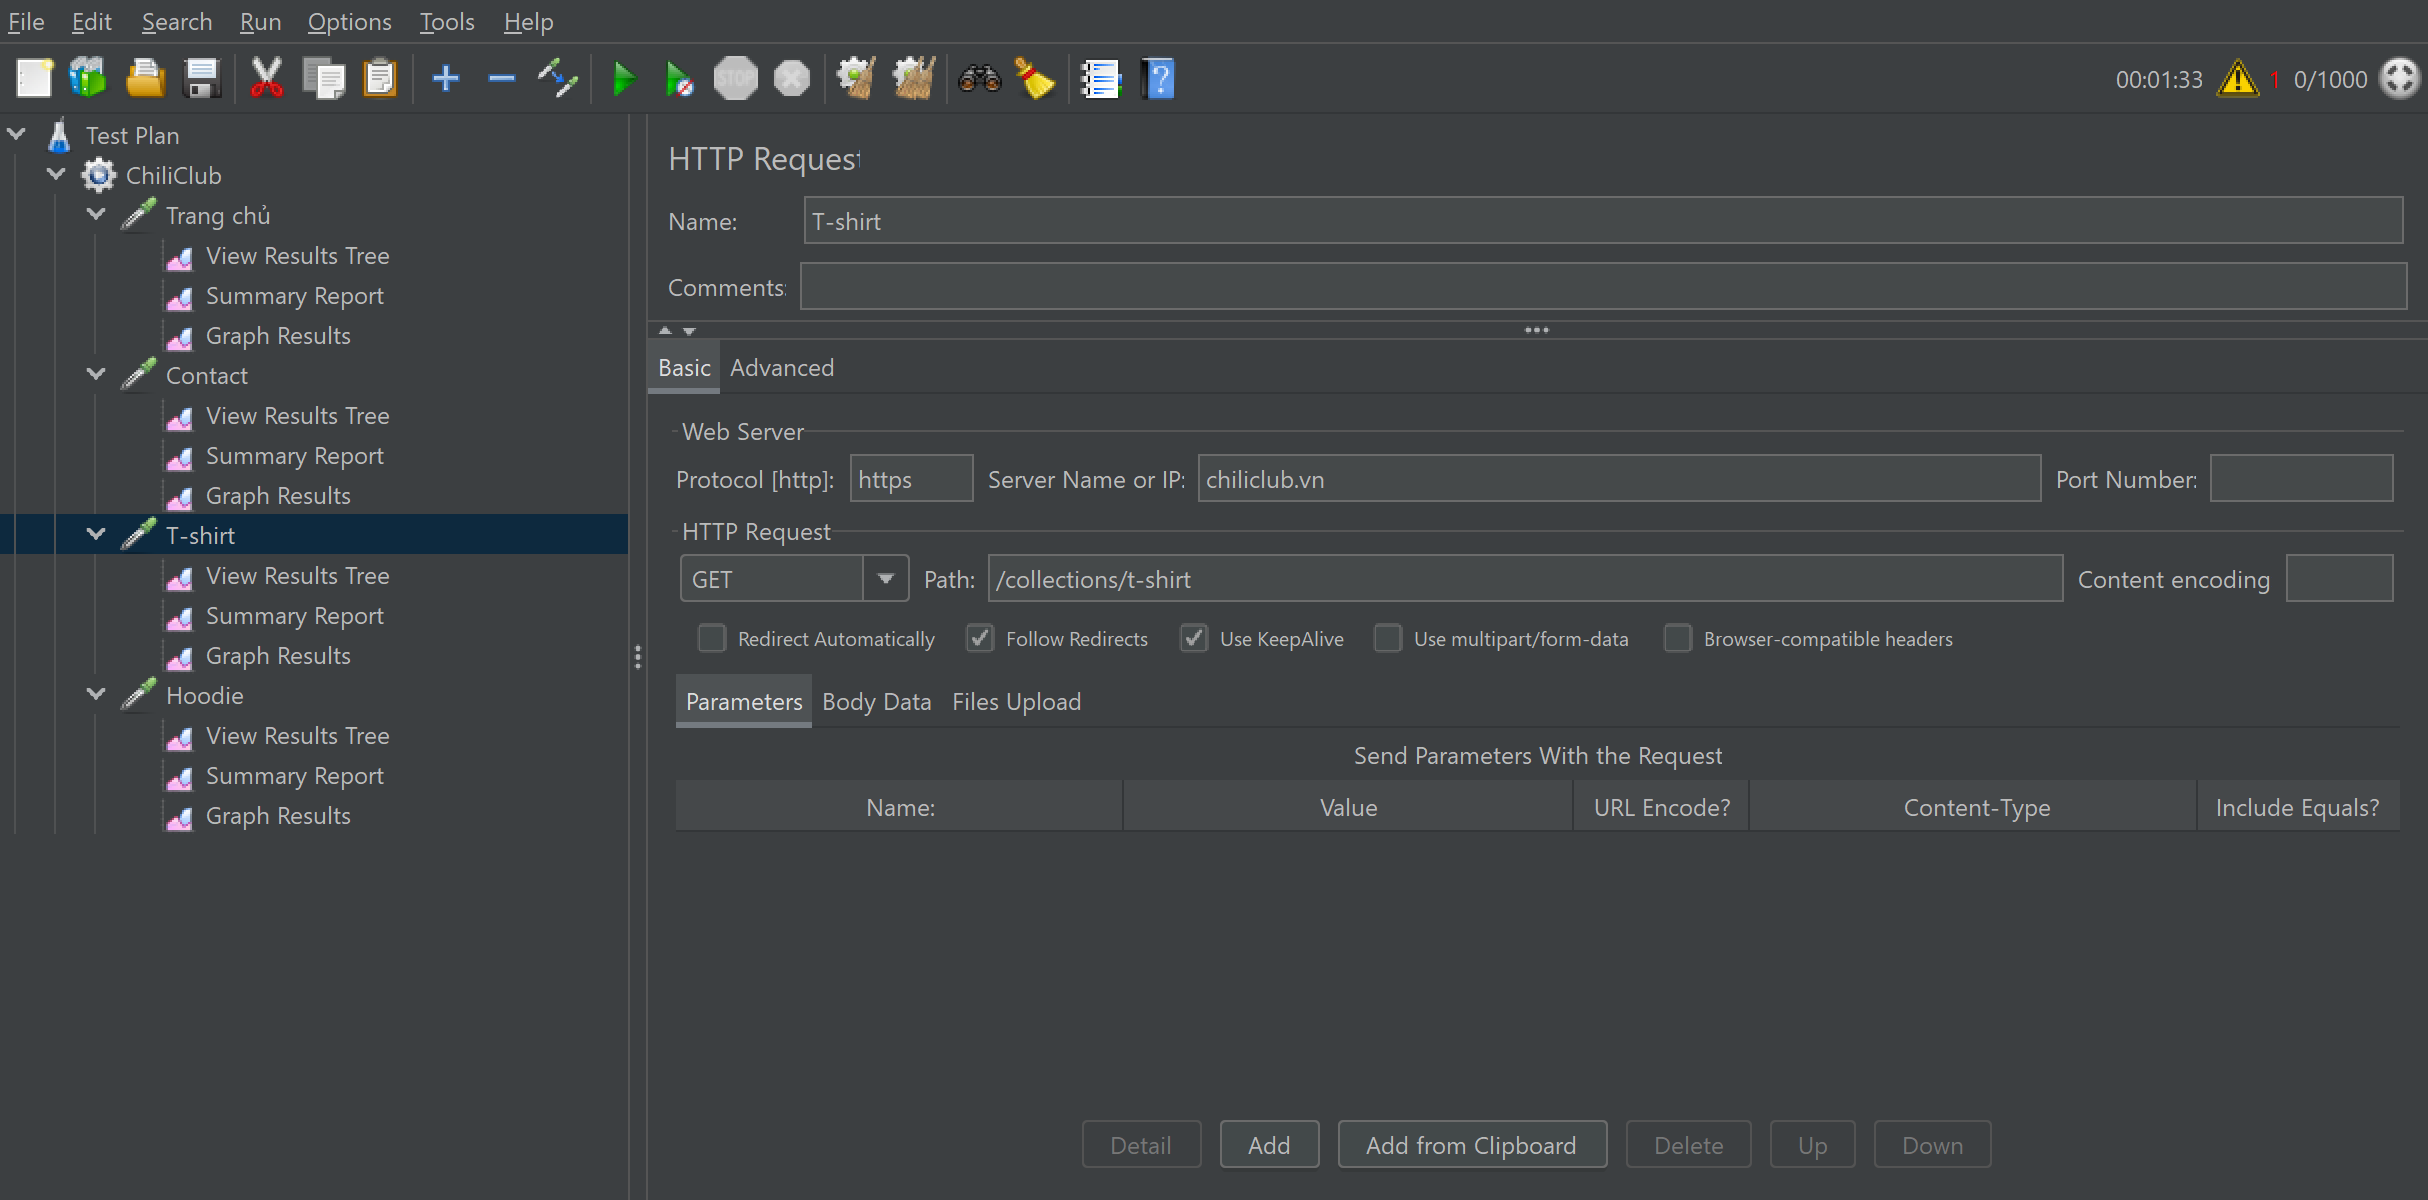 File Edit Search Run Options Tools Help
STOP
00:01:33 1 0/1000
Test Plan
ChiliClub
Trang chủ
View Results Tree
Summary Report
Graph Results
Contact
View Results Tree
Summary Report
Graph Results
T-shirt
View Results Tree
Summary Report
Graph Results
Hoodie
View Results Tree
Summary Report
Graph Results
HTTP Request
Name: T-shirt
Comments:
Basic Advanced
Web Server
Protocol [http]: https Server Name or IP: chiliclub.vn Port Number:
HTTP Request
GET Path: /collections/t-shirt Content encoding
Redirect Automatically Follow Redirects Use KeepAlive Use multipart/form-data Browser-compatible headers
Parameters Body Data Files Upload
Send Parameters With the Request
Name: Value URL Encode? Content-Type Include Equals?
Detail Add Add from Clipboard Delete Up Down